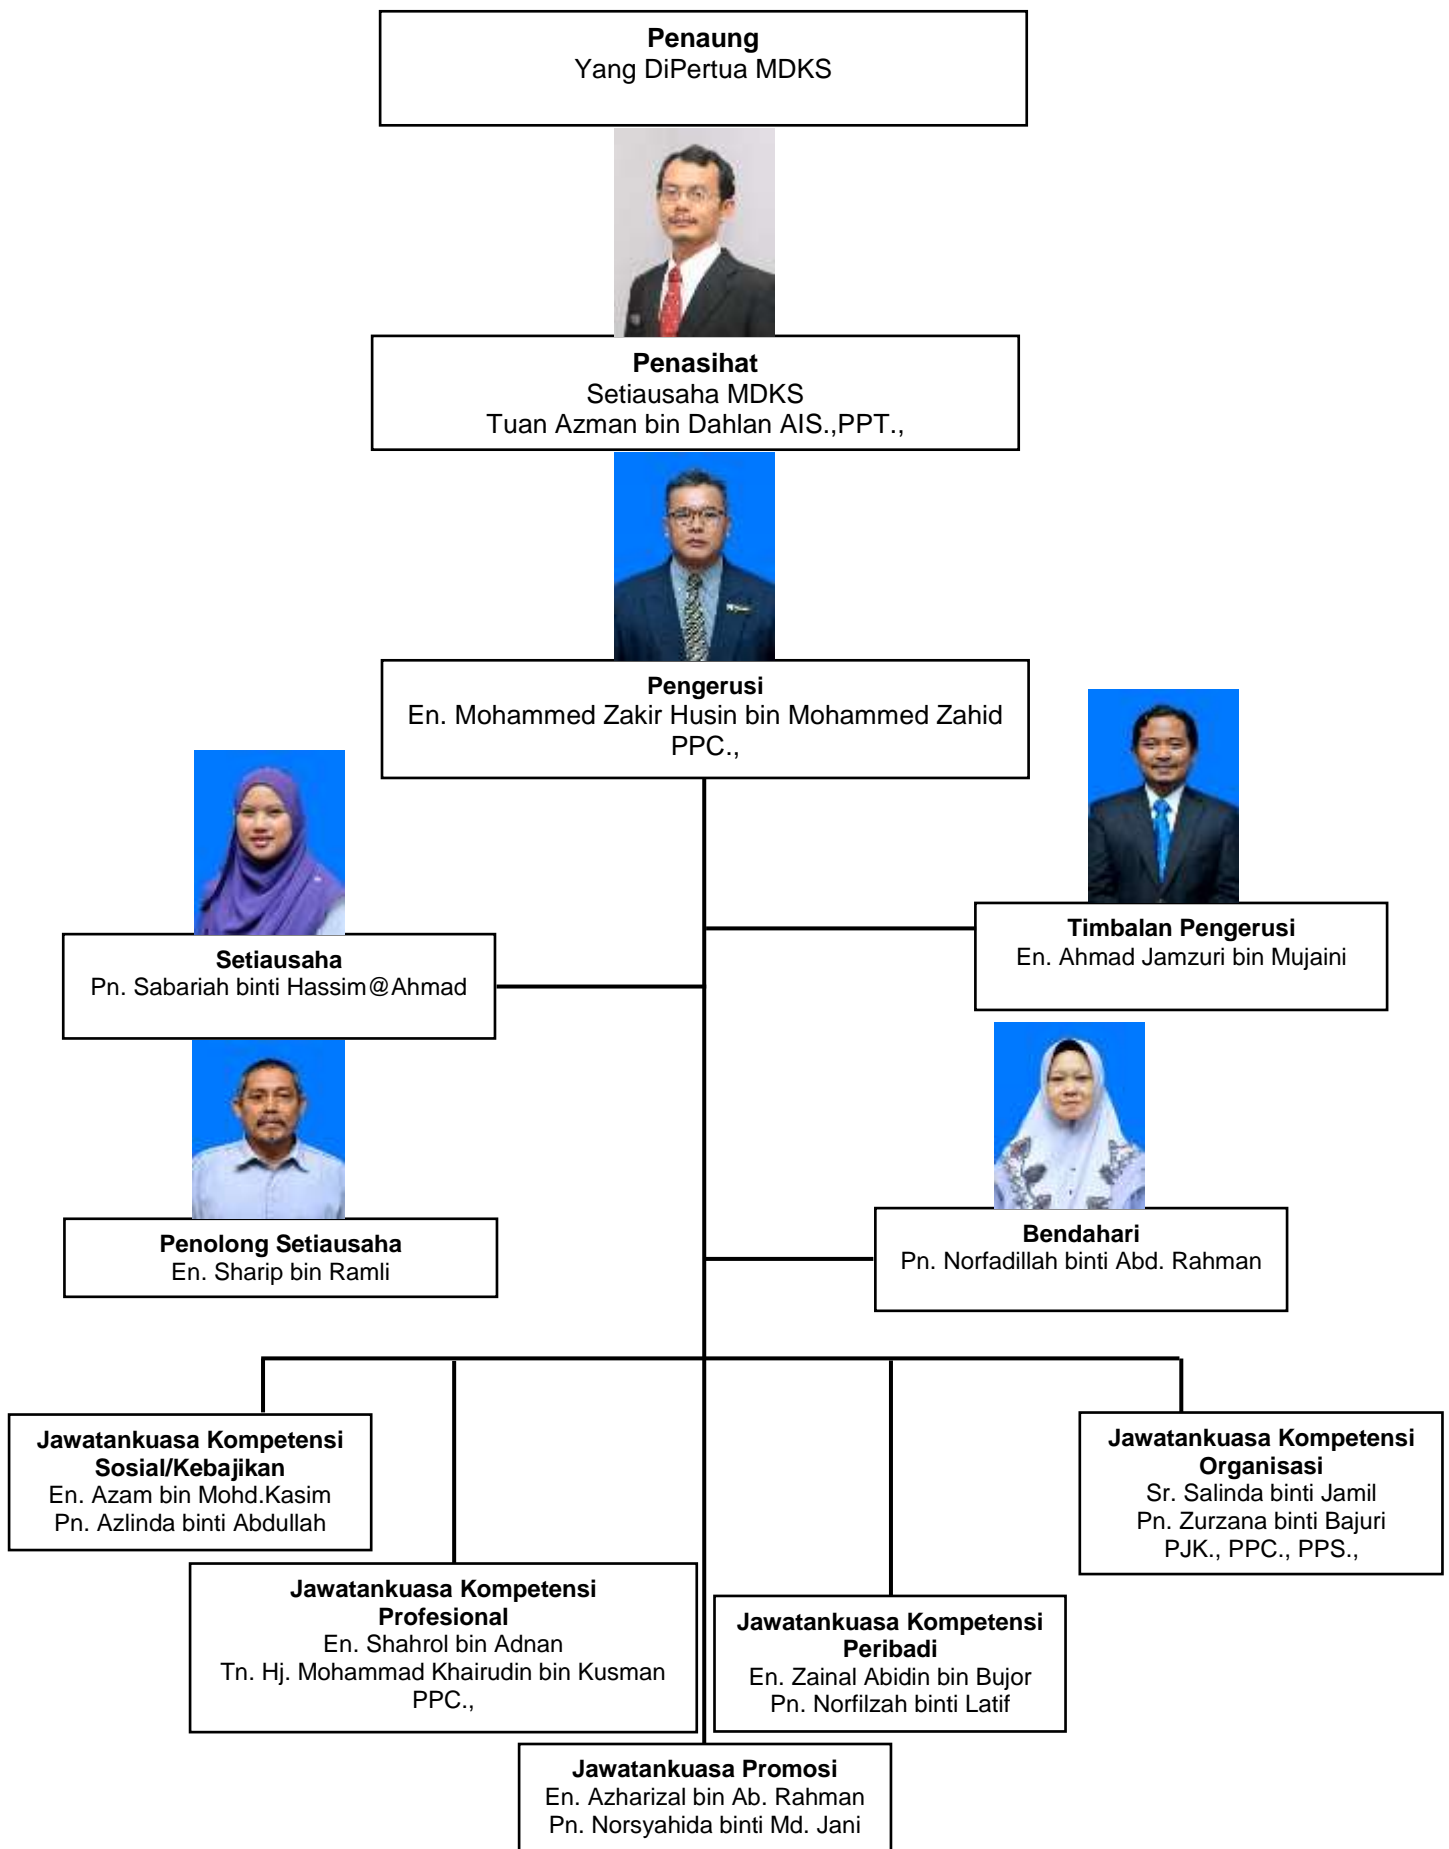 Penaung
Yang DiPertua MDKS
Penasihat
Setiausaha MDKS
Tuan Azman bin Dahlan AIS.,PPT.,
Pengerusi
En. Mohammed Zakir Husin bin Mohammed Zahid
PPC.,
Timbalan Pengerusi
En. Ahmad Jamzuri bin Mujaini
Setiausaha
Pn. Sabariah binti Hassim@Ahmad
Penolong Setiausaha
En. Sharip bin Ramli
Bendahari
Pn. Norfadillah binti Abd. Rahman
Jawatankuasa Kompetensi
Sosial/Kebajikan
En. Azam bin Mohd.Kasim
Pn. Azlinda binti Abdullah
Jawatankuasa Kompetensi
Profesional
En. Shahrol bin Adnan
Tn. Hj. Mohammad Khairudin bin Kusman
PPC.,
Jawatankuasa Promosi
En. Azharizal bin Ab. Rahman
Pn. Norsyahida binti Md. Jani
Jawatankuasa Kompetensi
Peribadi
En. Zainal Abidin bin Bujor
Pn. Norfilzah binti Latif
Jawatankuasa Kompetensi
Organisasi
Sr. Salinda binti Jamil
Pn. Zurzana binti Bajuri
PJK., PPC., PPS.,